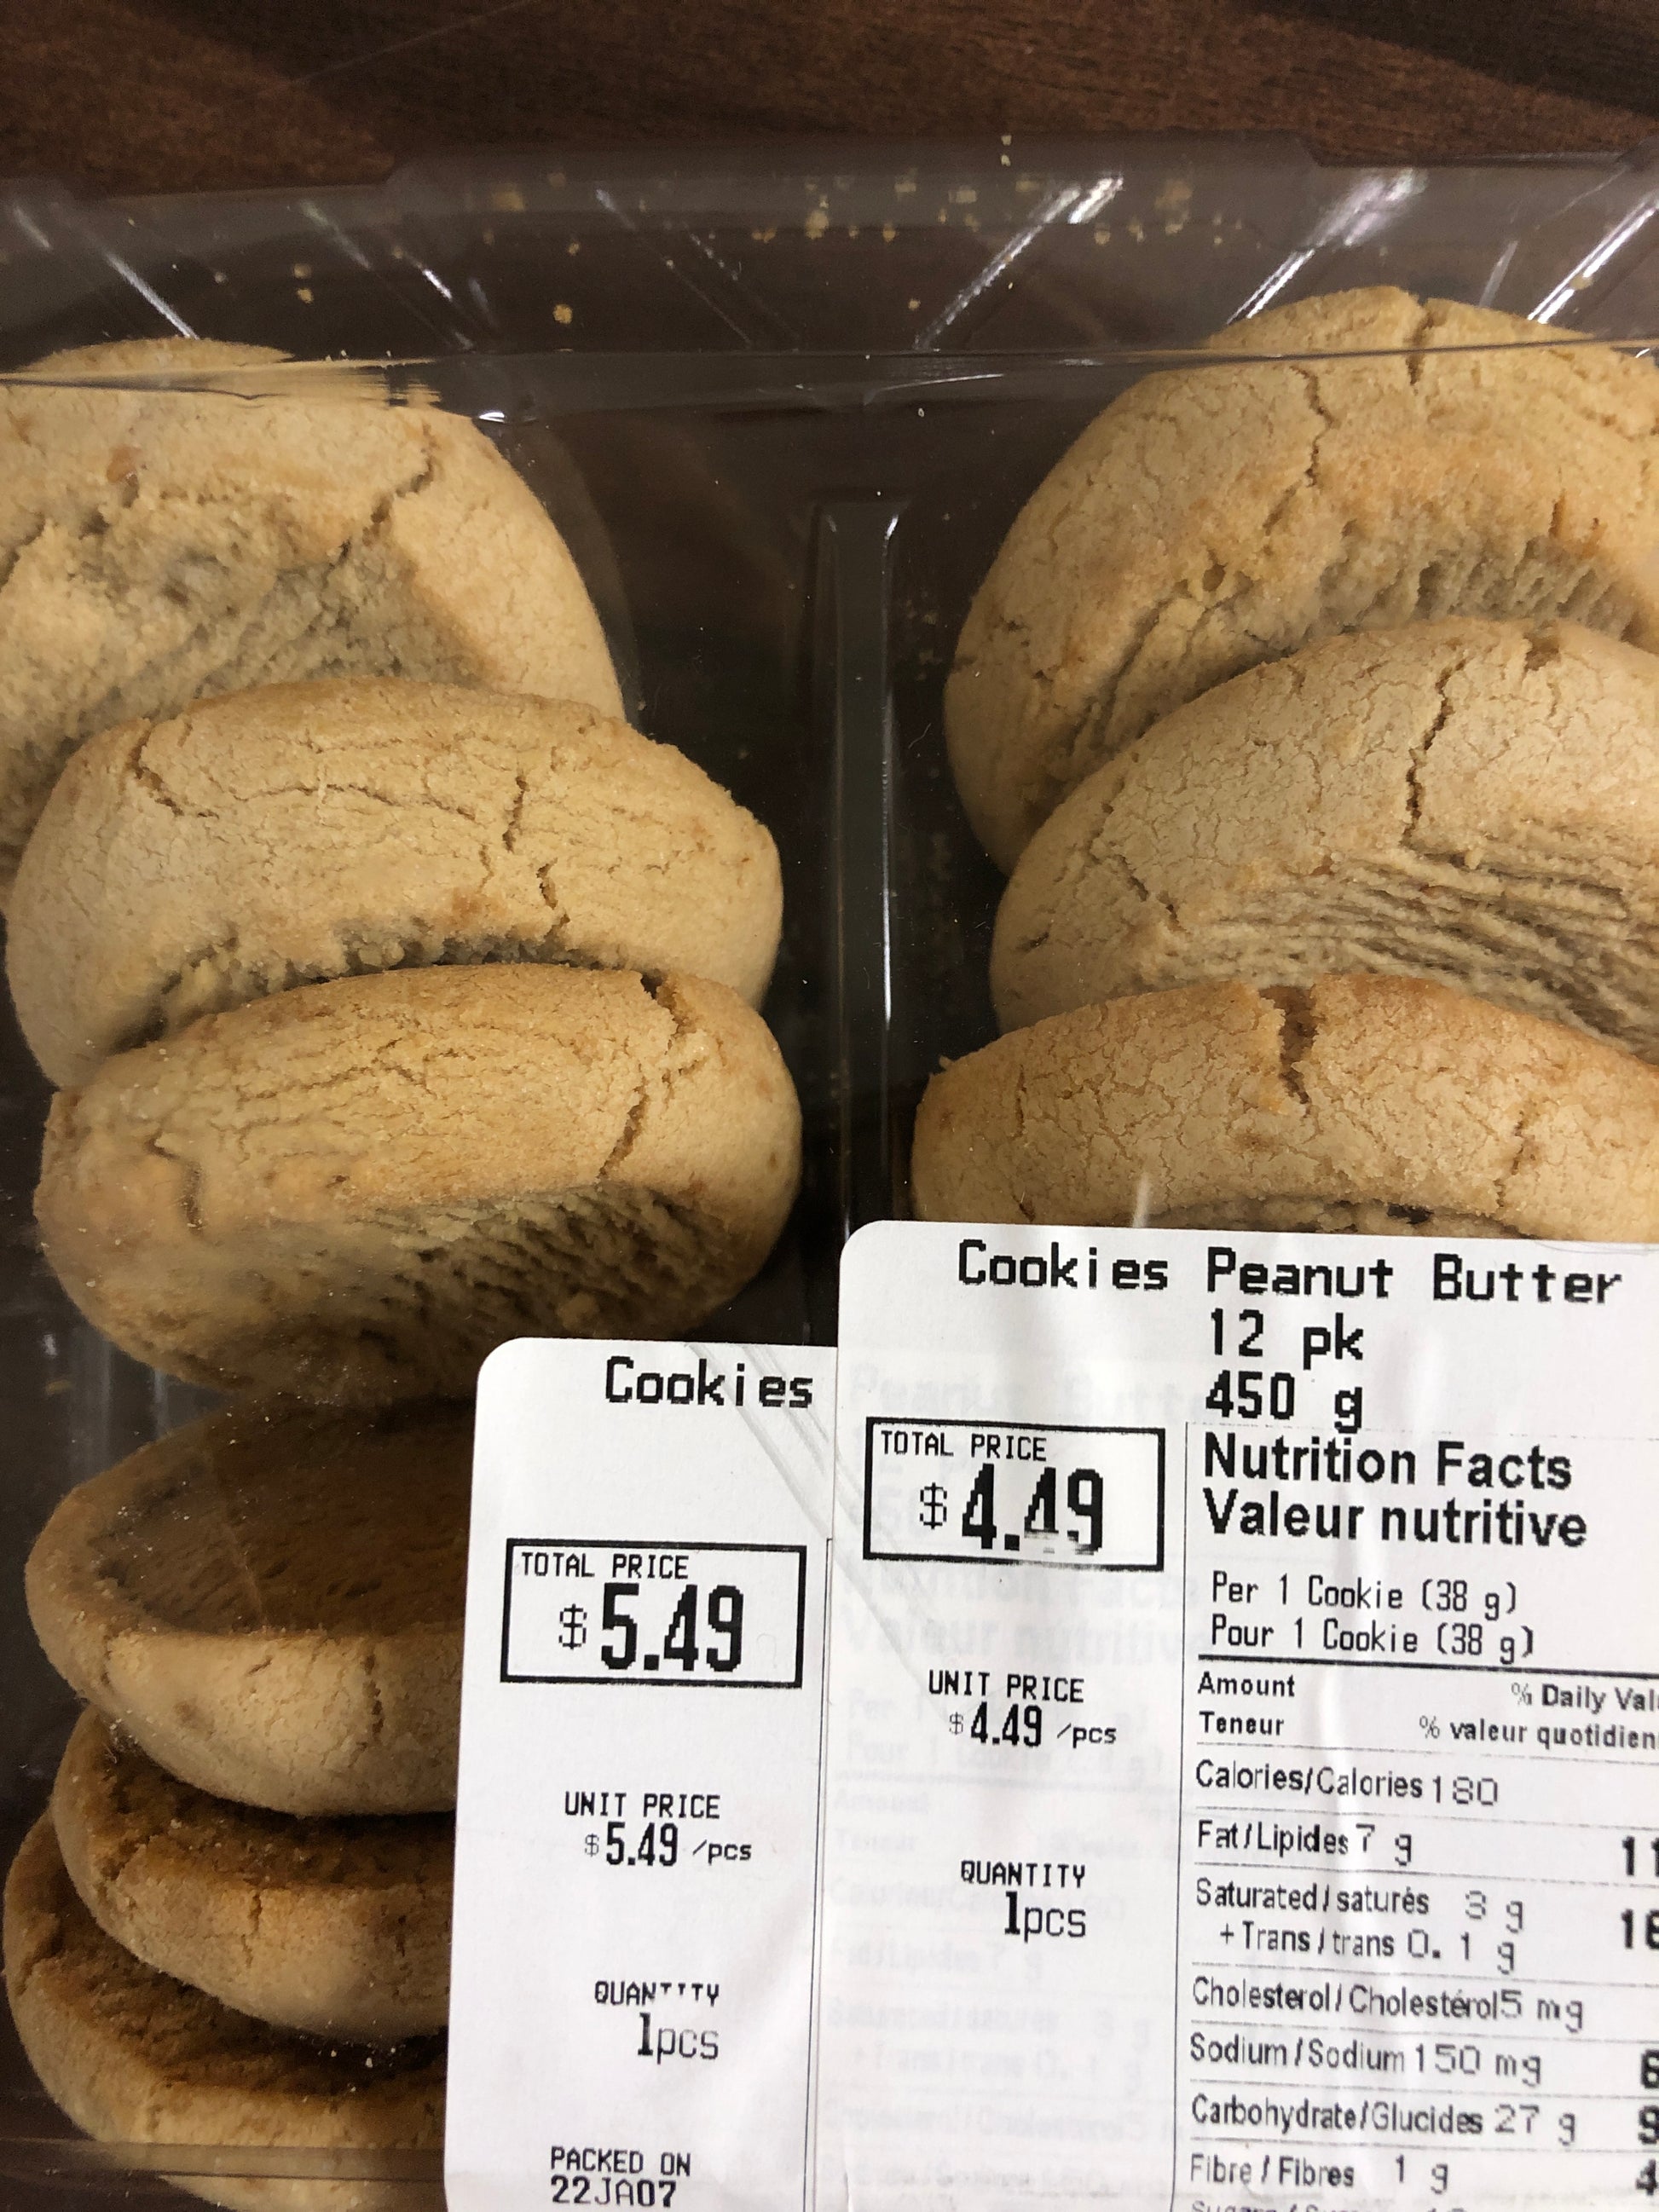 Cookies Peanut Butter
12 pk
450 g
TOTAL PRICE
$4.49
UNIT PRICE
$4.49 /pcs
QUANTITY
1pcs
Nutrition Facts
Valeur nutritive
Per 1 Cookie (38 g)
Pour 1 Cookie (38 g)
Amount % Daily
Teneur % valeur
Calories/Calories 180
Fat/Lipides 7 g 11
Saturated/saturés 3 g
+Trans/trans 0.1 g
Cholesterol/Cholestérol 5 mg
Sodium/Sodium 150 mg
Carbohydrate/Glucides 27 g
Fibre/Fibres 1 g
Cookies
TOTAL PRICE
$5.49
UNIT PRICE
$5.49 /pcs
QUANTITY
1pcs
PACKED ON
22JA07